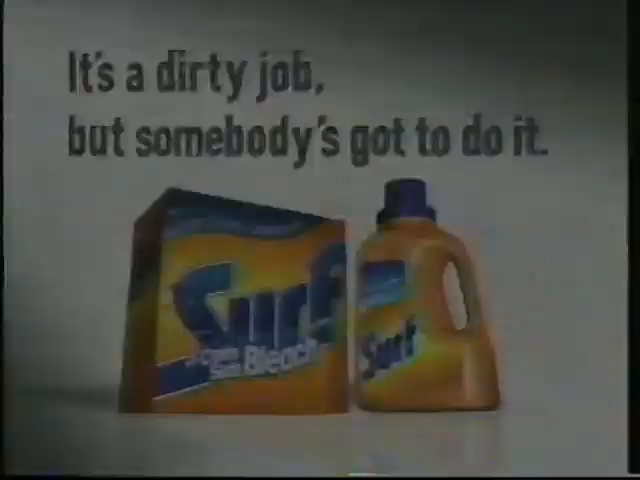 It's a dirty job,
but somebody's got to do it.
Surf
Bleach
Surf